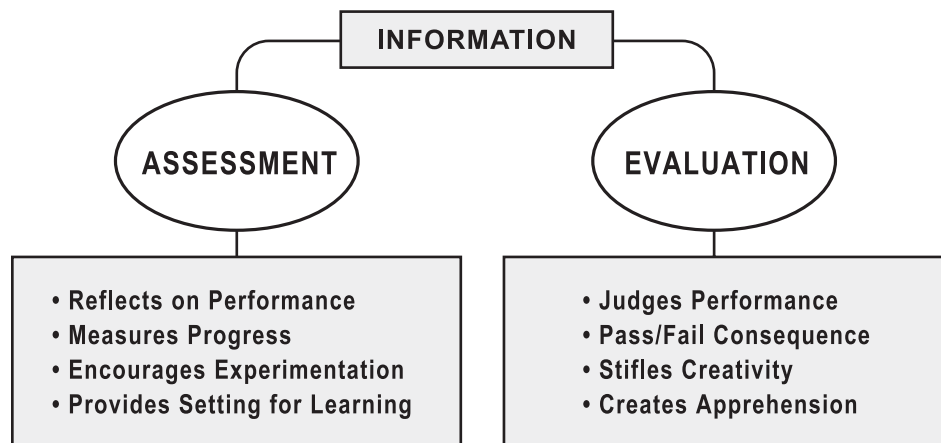 INFORMATION
ASSESSMENT
EVALUATION
• Reflects on Performance
• Measures Progress
• Encourages Experimentation
• Provides Setting for Learning
• Judges Performance
• Pass/Fail Consequence
• Stifles Creativity
• Creates Apprehension